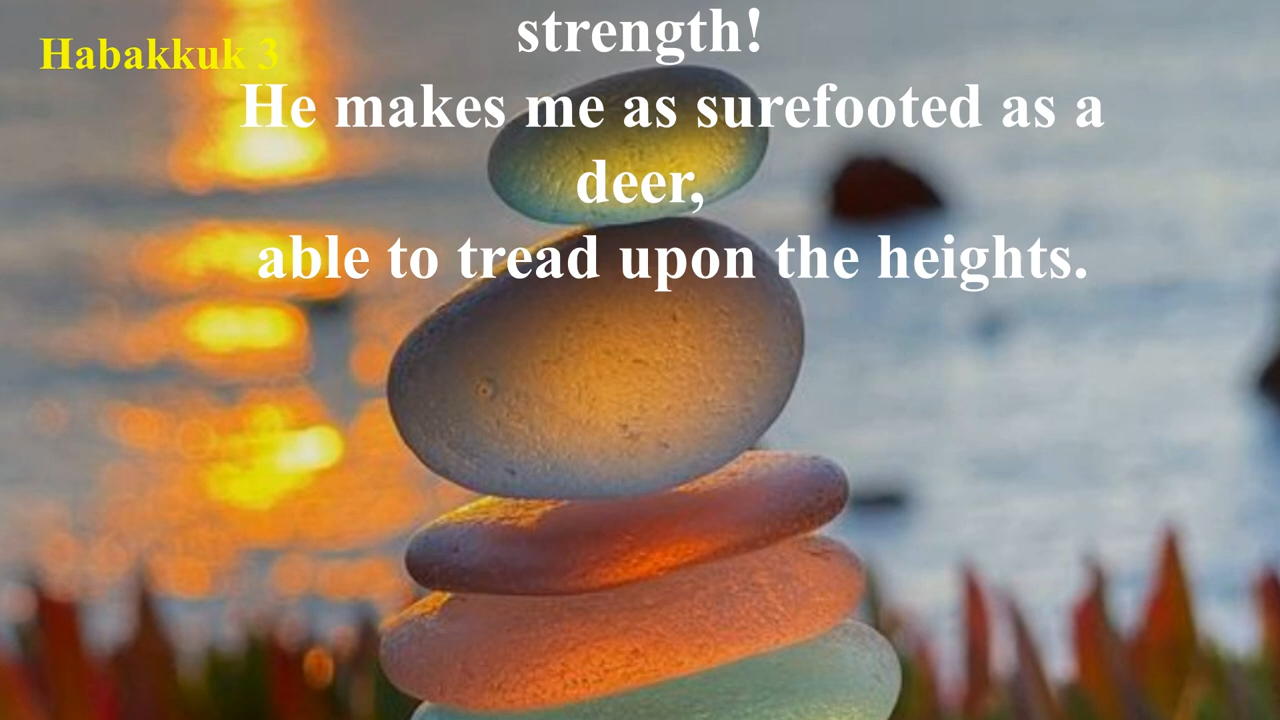 strength!
Habakkuk 3
He makes me as surefooted as a
deer,
able to tread upon the heights.